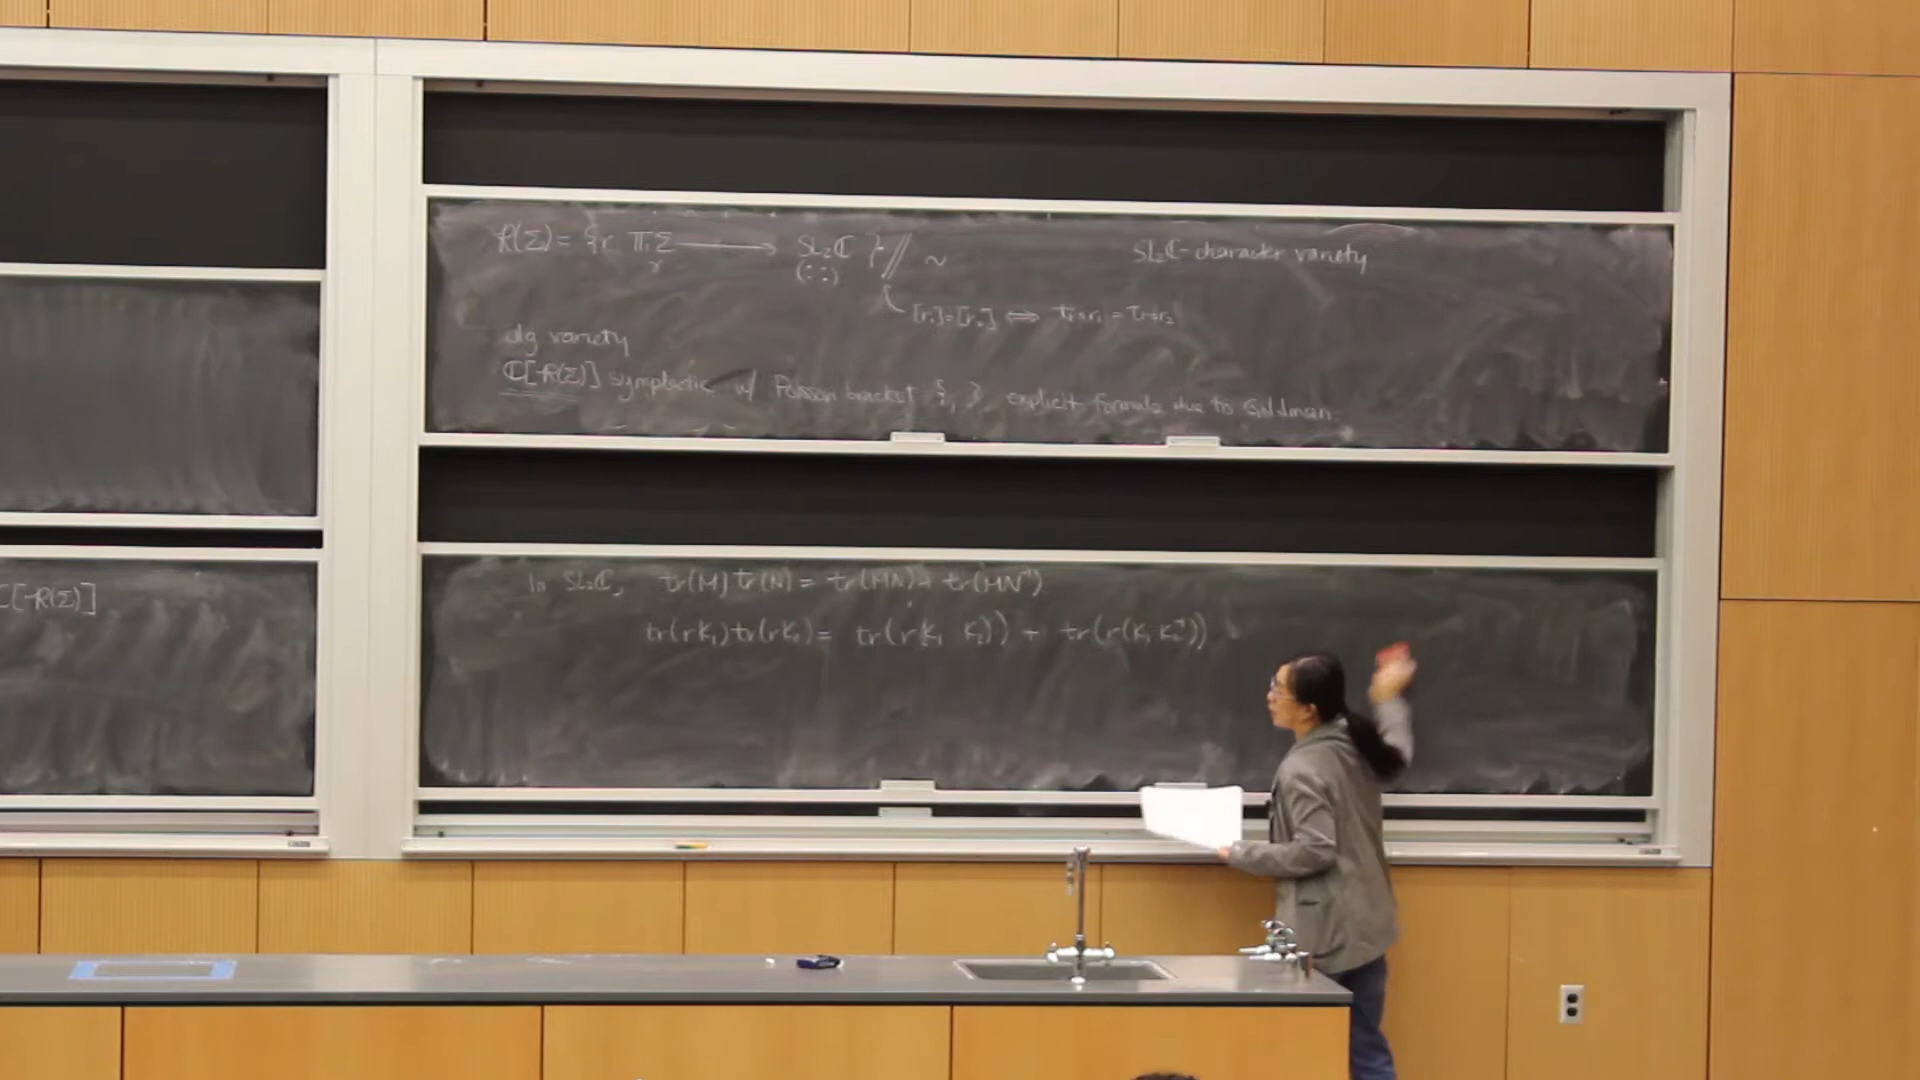 R(Σ) = { r: π₁Σ ⟶ SL₂ℂ } // ~ SL₂ℂ-character variety
γ (: :)
[r₁]=[r₂] ⟺ tr∘r₁ = tr∘r₂
alg variety
ℂ[R(Σ)] symplectic w/ Poisson bracket { , } explicit formula due to Goldman
ℂ[R(Σ)]
In SL₂ℂ, tr(M) tr(N) = tr(MN) + tr(MN⁻¹)
tr(rK₁) tr(rK₂) = tr(r(K₁ K₂)) + tr(r(K₁ K₂⁻¹))